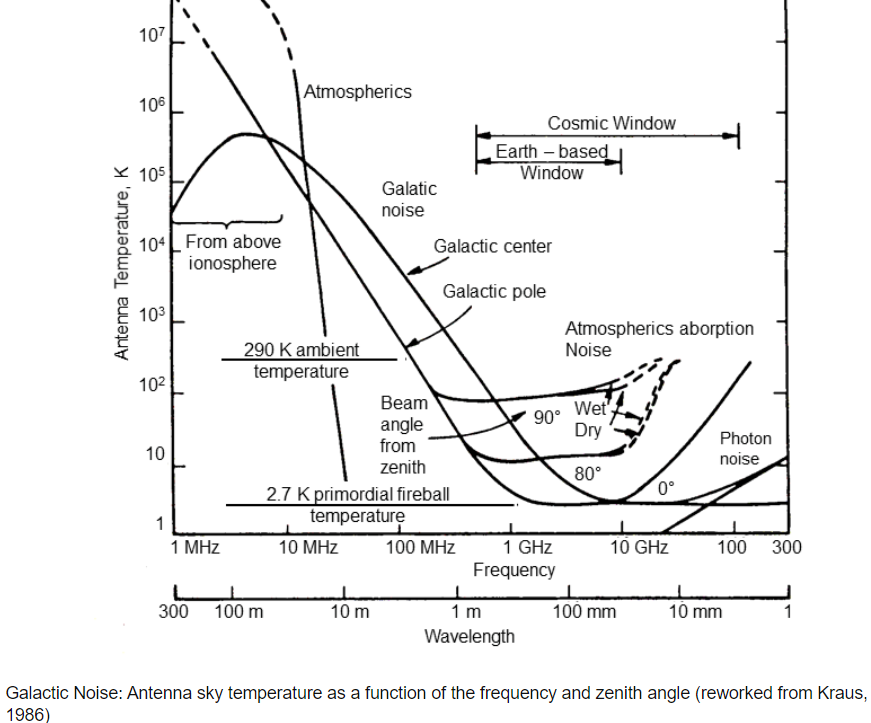 10⁷
10⁶
10⁵
10⁴
10³
10²
10
1
Antenna Temperature, K
Atmospherics
Cosmic Window
Earth – based
Window
Galatic
noise
From above
ionosphere
Galactic center
Galactic pole
290 K ambient
temperature
Atmospherics aborption
Noise
Beam
angle
from
zenith
90°
Wet
Dry
80°
0°
Photon
noise
2.7 K primordial fireball
temperature
1 MHz 10 MHz 100 MHz 1 GHz 10 GHz 100 300
Frequency
300 100 m 10 m 1 m 100 mm 10 mm 1
Wavelength
Galactic Noise: Antenna sky temperature as a function of the frequency and zenith angle (reworked from Kraus,
1986)